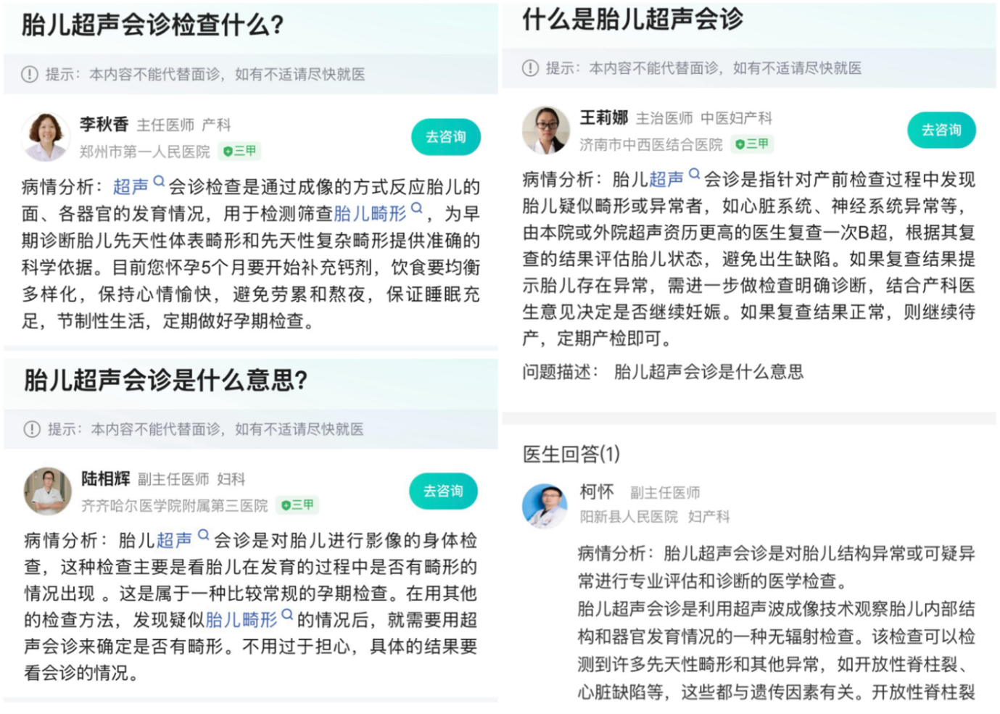 胎儿超声会诊检查什么?
提示：本内容不能代替面诊，如有不适请尽快就医
李秋香 主任医师 产科
郑州市第一人民医院 三甲
去咨询
病情分析：超声会诊检查是通过成像的方式反应胎儿的
面、各器官的发育情况，用于检测筛查胎儿畸形，为早
期诊断胎儿先天性体表畸形和先天性复杂畸形提供准确的
科学依据。目前您怀孕5个月要开始补充钙剂，饮食要均衡
多样化，保持心情愉快，避免劳累和熬夜，保证睡眠充
足，节制性生活，定期做好孕期检查。
胎儿超声会诊是什么意思?
提示：本内容不能代替面诊，如有不适请尽快就医
陆相辉 副主任医师 妇科
齐齐哈尔医学院附属第三医院 三甲
去咨询
病情分析：胎儿超声会诊是对胎儿进行影像的身体检
查，这种检查主要是看胎儿在发育的过程中是否有畸形的
情况出现 。这是属于一种比较常规的孕期检查。在用其他
的检查方法，发现疑似胎儿畸形的情况后，就需要用超
声会诊来确定是否有畸形。不用过于担心，具体的结果要
看会诊的情况。
什么是胎儿超声会诊
提示：本内容不能代替面诊，如有不适请尽快就医
王莉娜 主治医师 中医妇产科
济南市中西医结合医院 三甲
去咨询
病情分析：胎儿超声会诊是指针对产前检查过程中发现
胎儿疑似畸形或异常者，如心脏系统、神经系统异常等，
由本院或外院超声资历更高的医生复查一次B超，根据其复
查的结果评估胎儿状态，避免出生缺陷。如果复查结果提
示胎儿存在异常，需进一步做检查明确诊断，结合产科医
生意见决定是否继续妊娠。如果复查结果正常，则继续待
产，定期产检即可。
问题描述： 胎儿超声会诊是什么意思
医生回答(1)
柯怀 副主任医师
阳新县人民医院 妇产科
病情分析：胎儿超声会诊是对胎儿结构异常或可疑异
常进行专业评估和诊断的医学检查。
胎儿超声会诊是利用超声波成像技术观察胎儿内部结
构和器官发育情况的一种无辐射检查。该检查可以检
测到许多先天性畸形和其他异常，如开放性脊柱裂、
心脏缺陷等，这些都与遗传因素有关。开放性脊柱裂